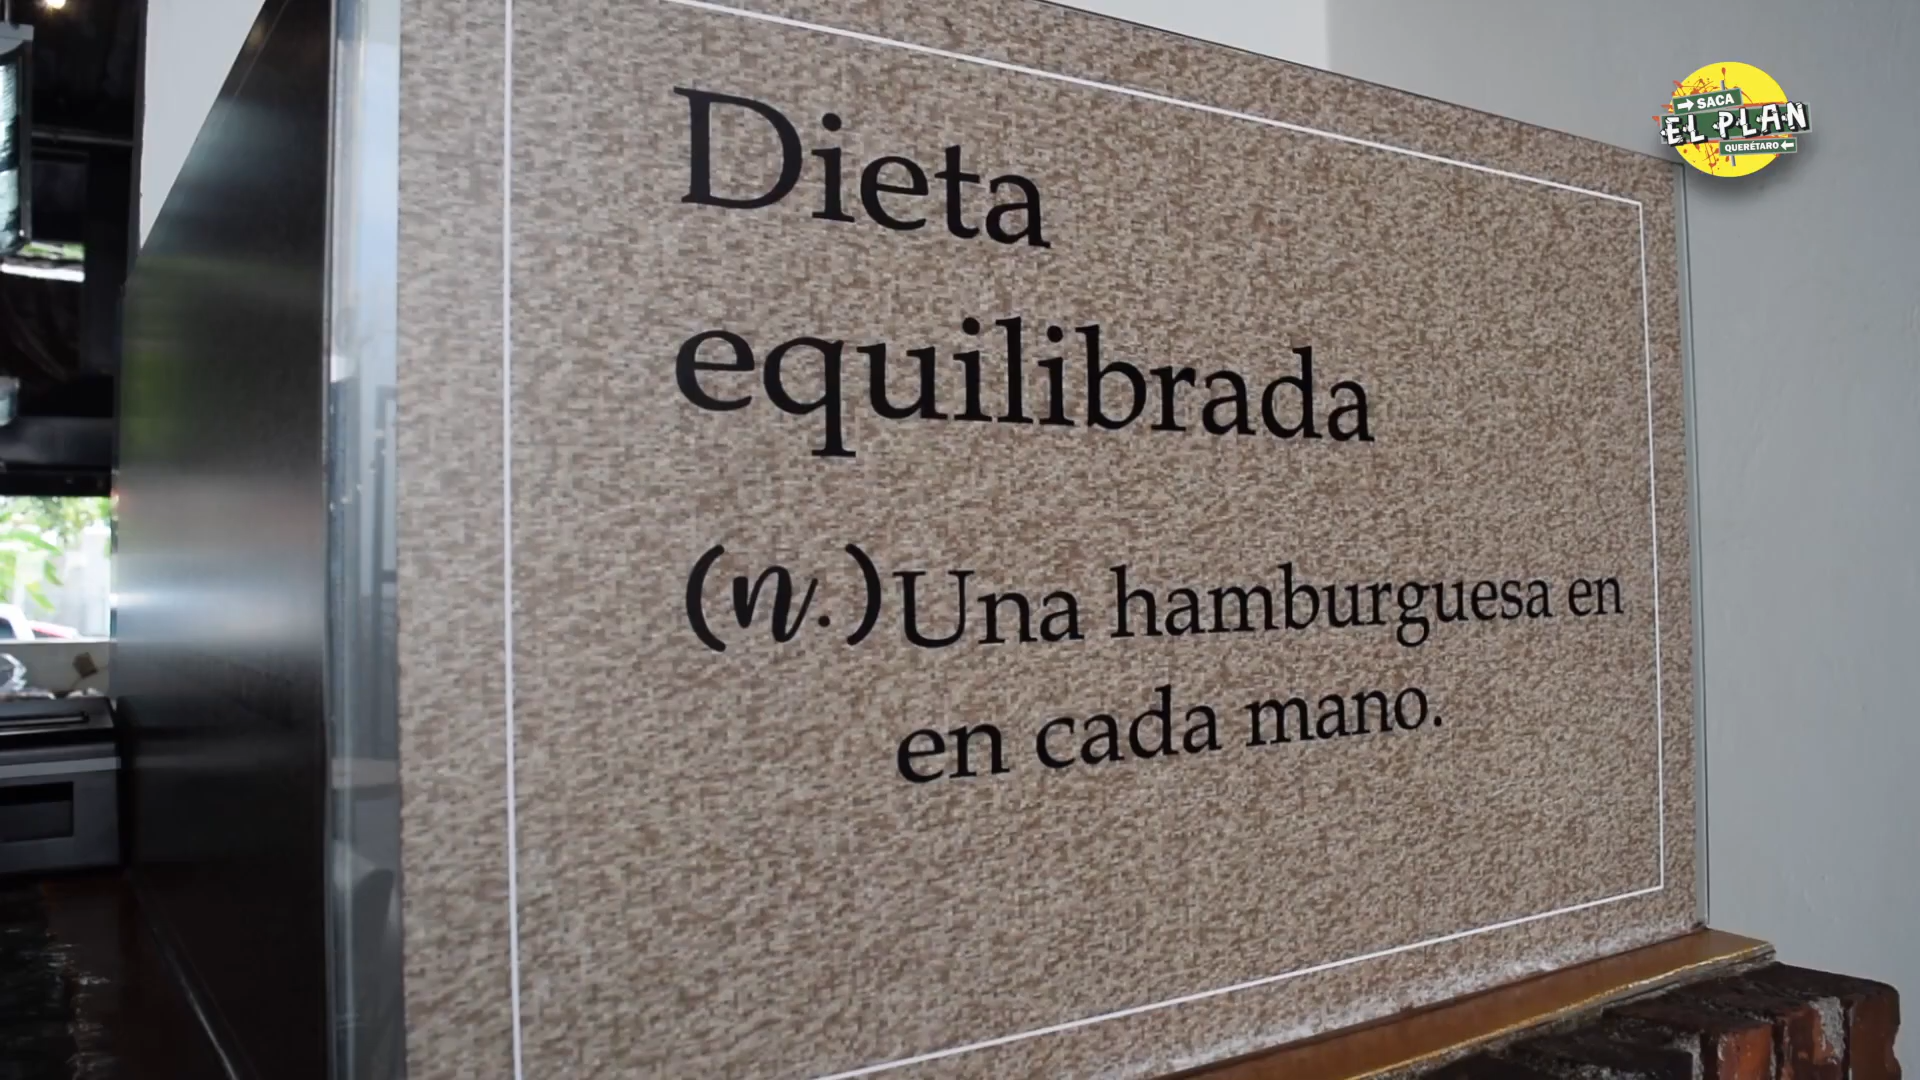 Dieta
equilibrada
(n.) Una hamburguesa en
en cada mano.
SACA
EL PLAN
QUERÉTARO